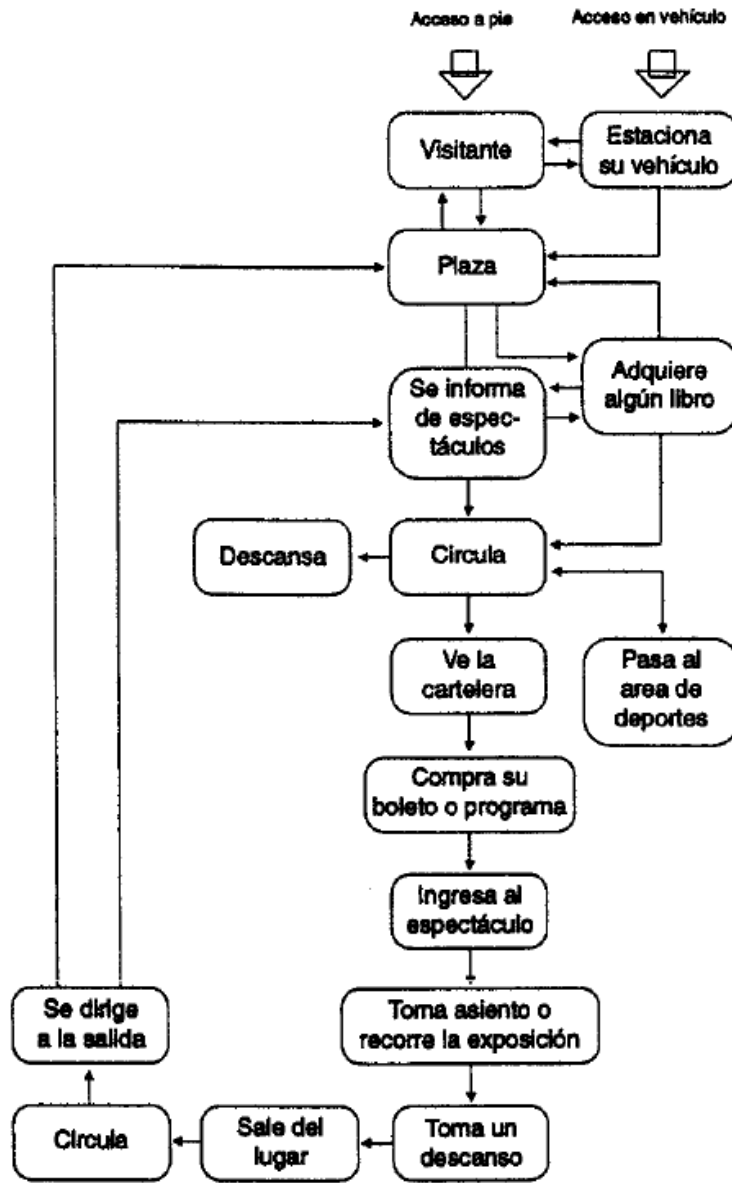 Acceso a pie
Acceso en vehículo
Visitante
Estaciona
su vehículo
Plaza
Se informa
de espec-
táculos
Adquiere
algún libro
Descansa
Circula
Ve la
cartelera
Pasa al
area de
deportes
Compra su
boleto o programa
Ingresa al
espectáculo
Se dirige
a la salida
Toma asiento o
recorre la exposición
Circula
Sale del
lugar
Toma un
descanso